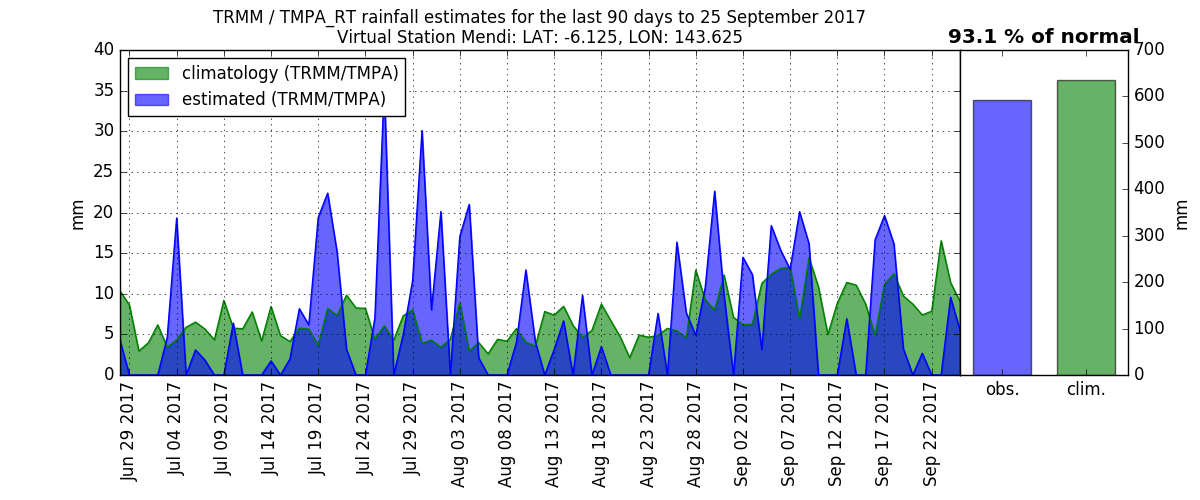 TRMM / TMPA_RT rainfall estimates for the last 90 days to 25 September 2017
Virtual Station Mendi: LAT: -6.125, LON: 143.625
93.1 % of normal
climatology (TRMM/TMPA)
estimated (TRMM/TMPA)
mm
40
35
30
25
20
15
10
5
0
Jun 29 2017
Jul 04 2017
Jul 09 2017
Jul 14 2017
Jul 19 2017
Jul 24 2017
Jul 29 2017
Aug 03 2017
Aug 08 2017
Aug 13 2017
Aug 18 2017
Aug 23 2017
Aug 28 2017
Sep 02 2017
Sep 07 2017
Sep 12 2017
Sep 17 2017
Sep 22 2017
obs.
clim.
700
600
500
400
300
200
100
0
mm